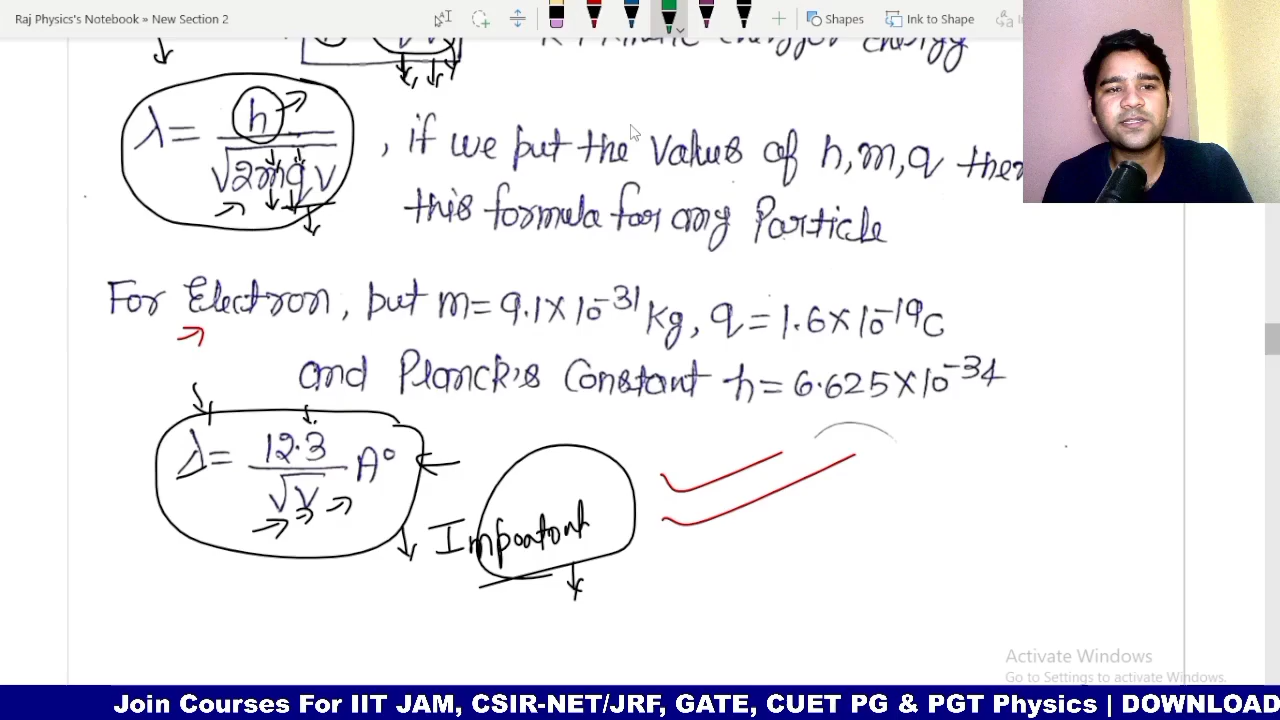 Raj Physics's Notebook » New Section 2
Shapes
Ink to Shape
λ = h / √2mqV , if we put the values of h, m, q then
this formula for any Particle
For Electron, but m = 9.1 × 10⁻³¹ kg, q = 1.6 × 10⁻¹⁹ C
and Planck's Constant h = 6.625 × 10⁻³⁴
λ = 12.3 / √V A°
Impoatant
Activate Windows
Go to Settings to activate Windows.
Join Courses For IIT JAM, CSIR-NET/JRF, GATE, CUET PG & PGT Physics | DOWNLOAD